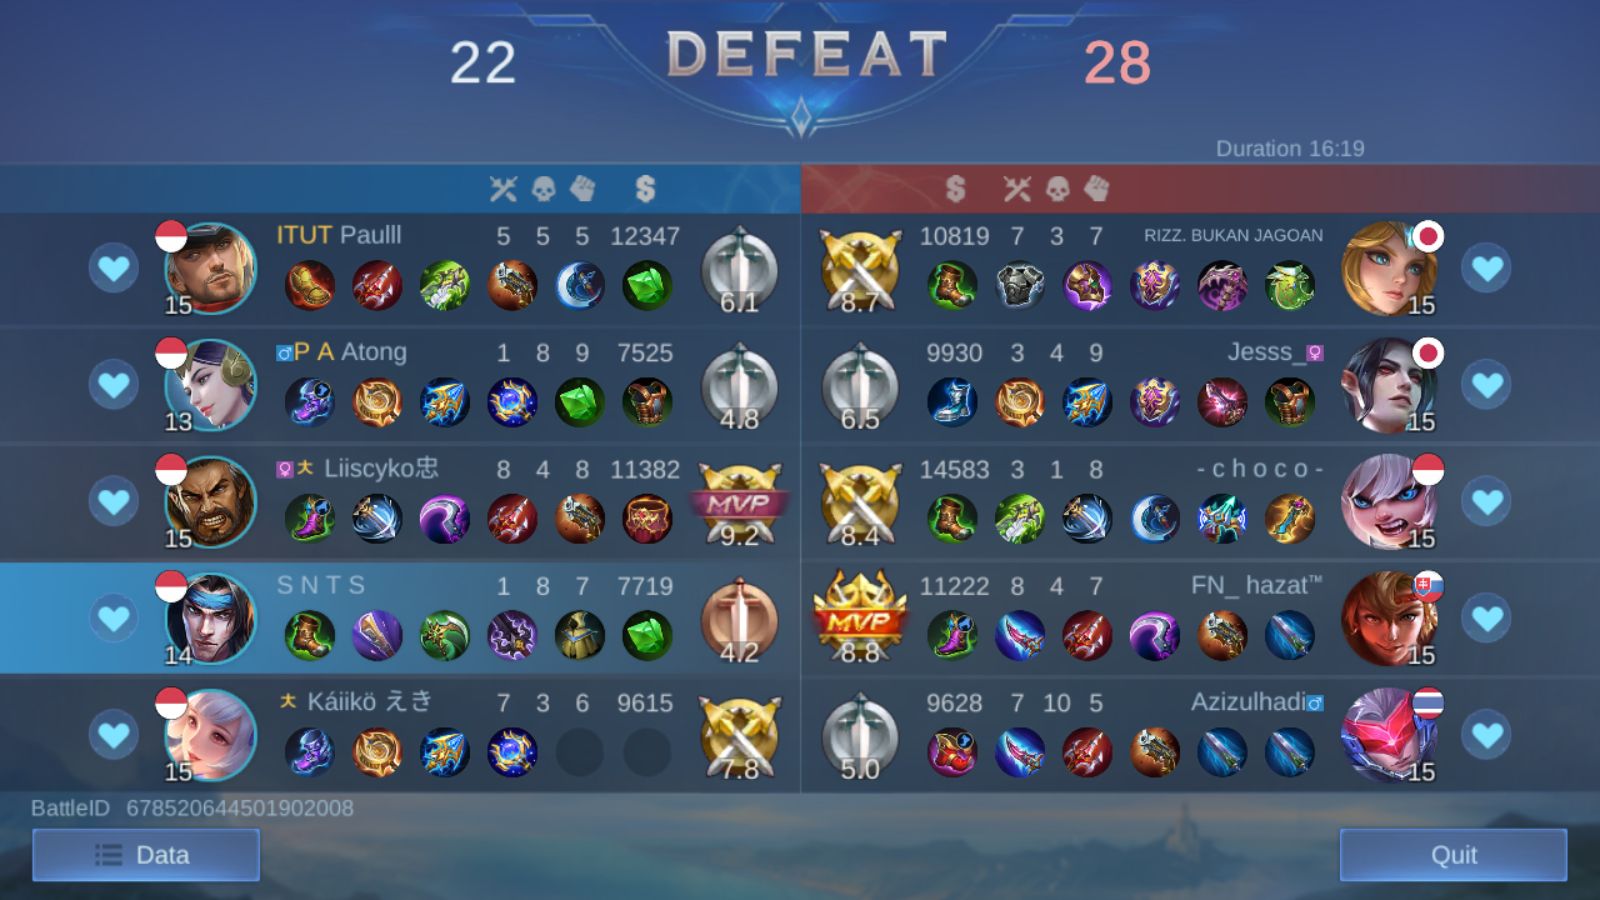 22 DEFEAT 28
Duration 16:19
ITUT Paulll 5 5 5 12347
15 6.1
10819 7 3 7 RIZZ. BUKAN JAGOAN
8.7 15
♂P A Atong 1 8 9 7525
13 4.8
9930 3 4 9 Jesss_♀
6.5 15
♀大 Liiscyko忠 8 4 8 11382
MVP
15 9.2
14583 3 1 8 - c h o c o -
8.4 15
S N T S 1 8 7 7719
14 4.2
11222 8 4 7 FN_ hazat™
MVP
8.8 15
大 Káiikö えき 7 3 6 9615
15 7.8
9628 7 10 5 Azizulhadi♂
5.0 15
BattleID 678520644501902008
Data Quit